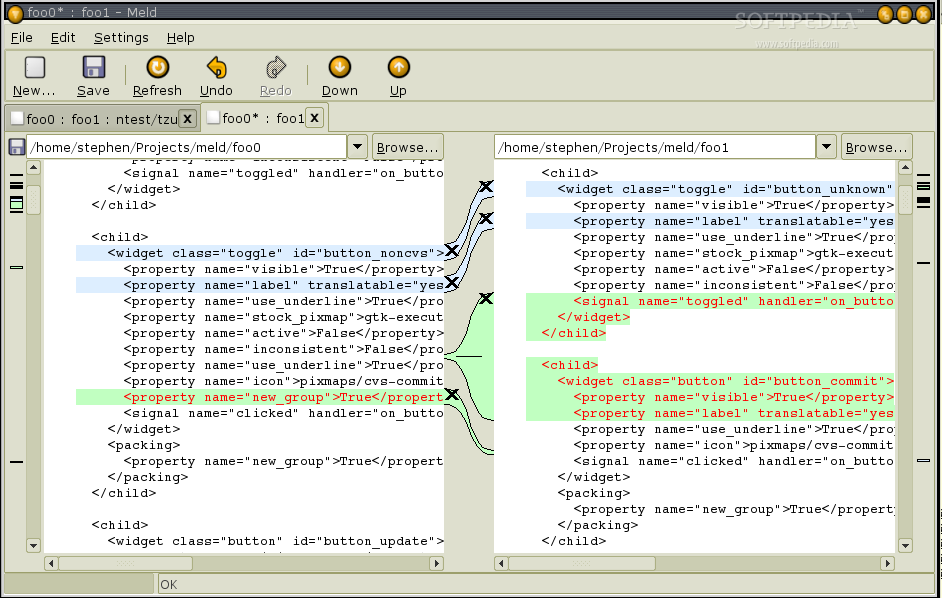 foo0* : foo1 - Meld
SOFTPEDIA
www.softpedia.com
File Edit Settings Help
New... Save Refresh Undo Redo Down Up
foo0 : foo1 : ntest/tzu x foo0* : foo1 x
/home/stephen/Projects/meld/foo0 Browse...
<signal name="toggled" handler="on_butto
</widget>
</child>
<child>
<widget class="toggle" id="button_noncvs">
<property name="visible">True</property>
<property name="label" translatable="yes
<property name="use_underline">True</pro
<property name="stock_pixmap">gtk-execut
<property name="active">False</property>
<property name="inconsistent">False</pro
<property name="use_underline">True</pro
<property name="icon">pixmaps/cvs-commit
<property name="new_group">True</propert
<signal name="clicked" handler="on_butto
</widget>
<packing>
<property name="new_group">True</propert
</packing>
</child>
<child>
<widget class="button" id="button_update">
/home/stephen/Projects/meld/foo1 Browse...
<child>
<widget class="toggle" id="button_unknown"
<property name="visible">True</property>
<property name="label" translatable="yes
<property name="use_underline">True</pro
<property name="stock_pixmap">gtk-execut
<property name="active">False</property>
<property name="inconsistent">False</pro
<signal name="toggled" handler="on_butto
</widget>
</child>
<child>
<widget class="button" id="button_commit">
<property name="visible">True</property>
<property name="label" translatable="yes
<property name="use_underline">True</pro
<property name="icon">pixmaps/cvs-commit
<signal name="clicked" handler="on_butto
</widget>
<packing>
<property name="new_group">True</propert
</packing>
</child>
OK